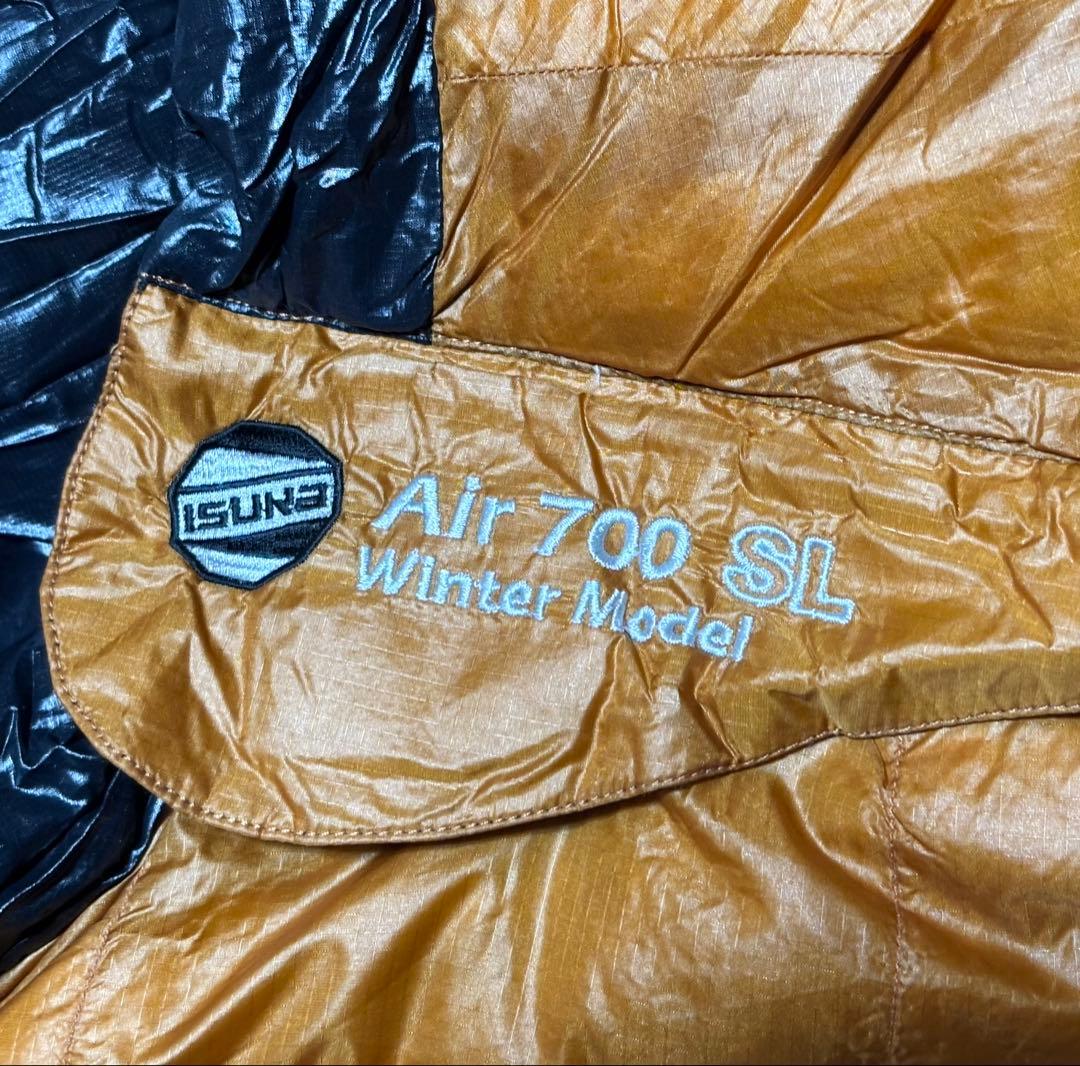 ISUKA
Air 700 SL
Winter Model